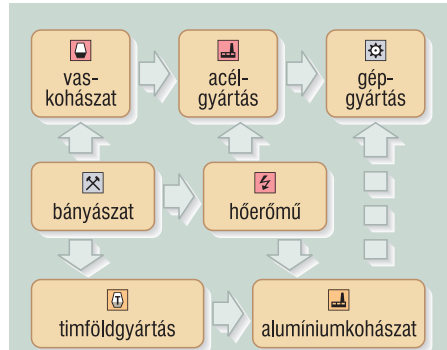 vas-
kohászat
acél-
gyártás
gép-
gyártás
bányászat
hőerőmű
timföldgyártás
alumíniumkohászat